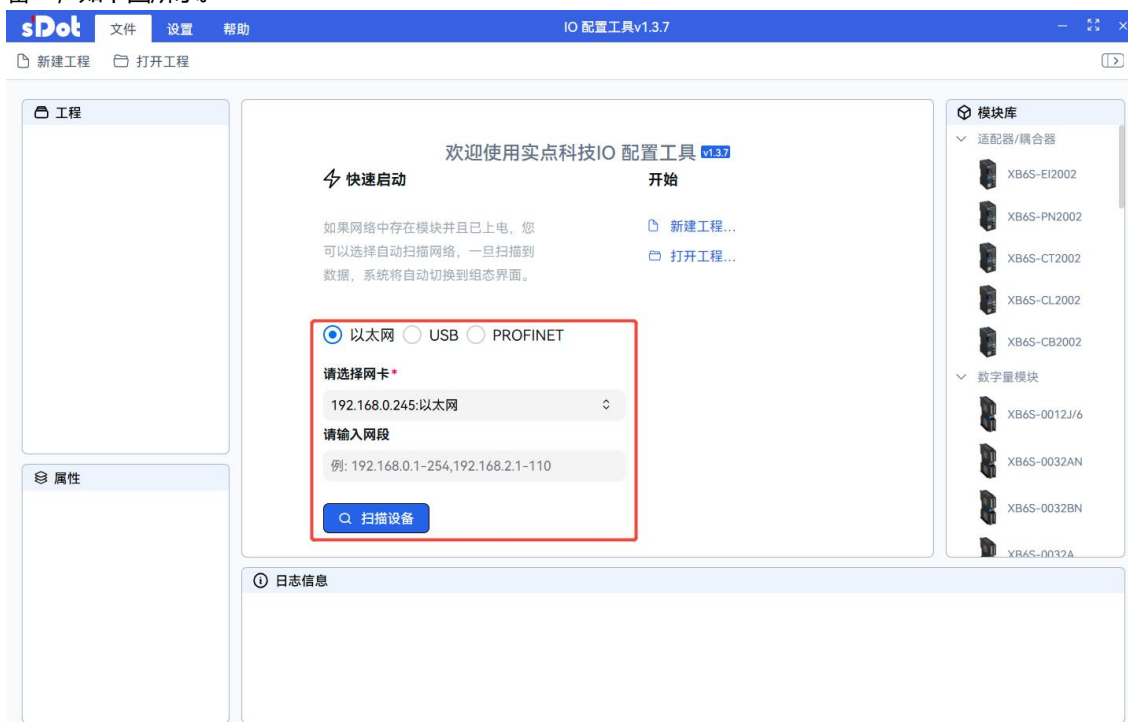 sDot 文件 设置 帮助 IO 配置工具v1.3.7
新建工程 打开工程
工程
欢迎使用实点科技IO 配置工具 v1.3.7
快速启动
如果网络中存在模块并且已上电，您
可以选择自动扫描网络，一旦扫描到
数据，系统将自动切换到组态界面。
开始
新建工程...
打开工程...
以太网 USB PROFINET
请选择网卡*
192.168.0.245:以太网
请输入网段
例: 192.168.0.1-254,192.168.2.1-110
扫描设备
模块库
适配器/耦合器
XB6S-EI2002
XB6S-PN2002
XB6S-CT2002
XB6S-CL2002
XB6S-CB2002
数字量模块
XB6S-0012J/6
XB6S-0032AN
XB6S-0032BN
XB6S-0032A
属性
日志信息